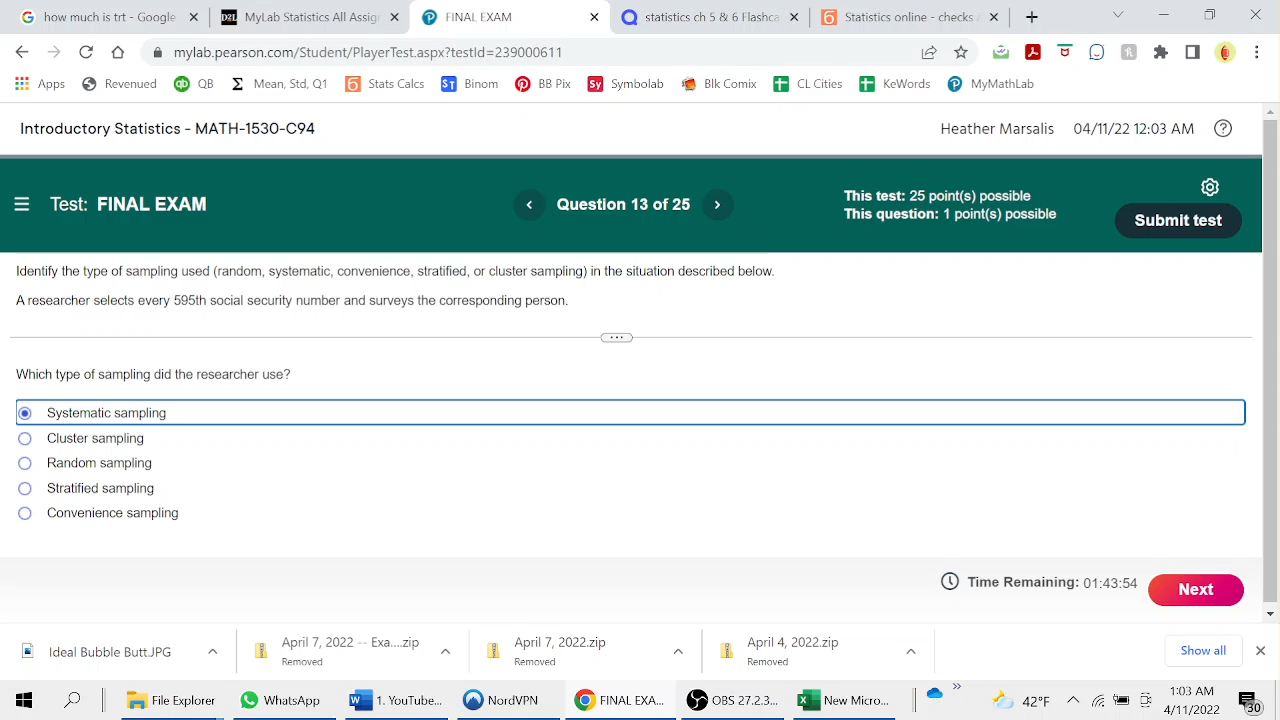 how much is trt - Google
MyLab Statistics All Assig
FINAL EXAM
statistics ch 5 & 6 Flashca
Statistics online - checks
mylab.pearson.com/Student/PlayerTest.aspx?testId=239000611
Apps
Revenued
QB
Mean, Std, Q1
Stats Calcs
Binom
BB Pix
Symbolab
Blk Comix
CL Cities
KeWords
MyMathLab
Introductory Statistics - MATH-1530-C94
Heather Marsalis 04/11/22 12:03 AM
Test: FINAL EXAM
Question 13 of 25
This test: 25 point(s) possible
This question: 1 point(s) possible
Submit test
Identify the type of sampling used (random, systematic, convenience, stratified, or cluster sampling) in the situation described below.
A researcher selects every 595th social security number and surveys the corresponding person.
Which type of sampling did the researcher use?
Systematic sampling
Cluster sampling
Random sampling
Stratified sampling
Convenience sampling
Time Remaining: 01:43:54
Next
Ideal Bubble Butt.JPG
April 7, 2022 -- Exa....zip
Removed
April 7, 2022.zip
Removed
April 4, 2022.zip
Removed
Show all
File Explorer
WhatsApp
1. Youtube...
NordVPN
FINAL EXA...
OBS 27.2.3...
New Micro...
42°F
1:03 AM
4/11/2022
30